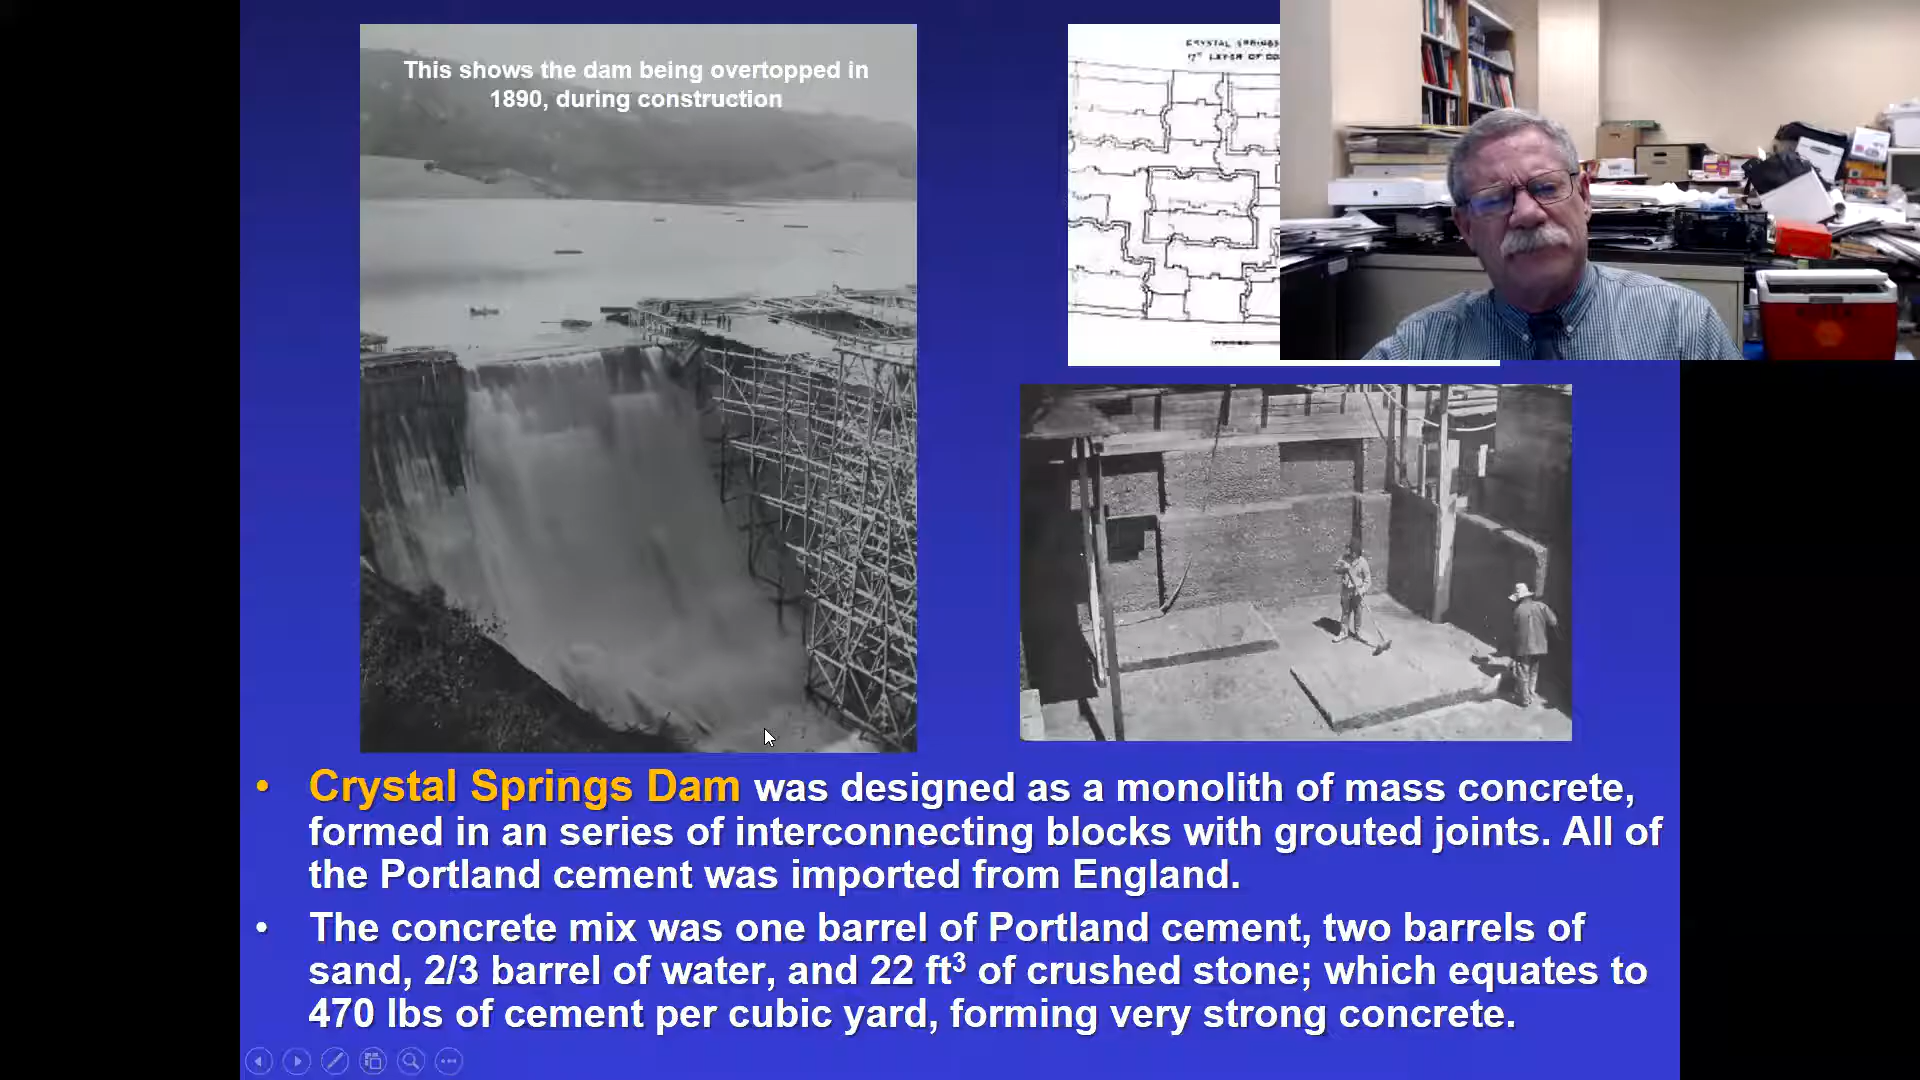 This shows the dam being overtopped in
1890, during construction
CRYSTAL SPRINGS
• Crystal Springs Dam was designed as a monolith of mass concrete,
formed in an series of interconnecting blocks with grouted joints. All of
the Portland cement was imported from England.
• The concrete mix was one barrel of Portland cement, two barrels of
sand, 2/3 barrel of water, and 22 ft³ of crushed stone; which equates to
470 lbs of cement per cubic yard, forming very strong concrete.